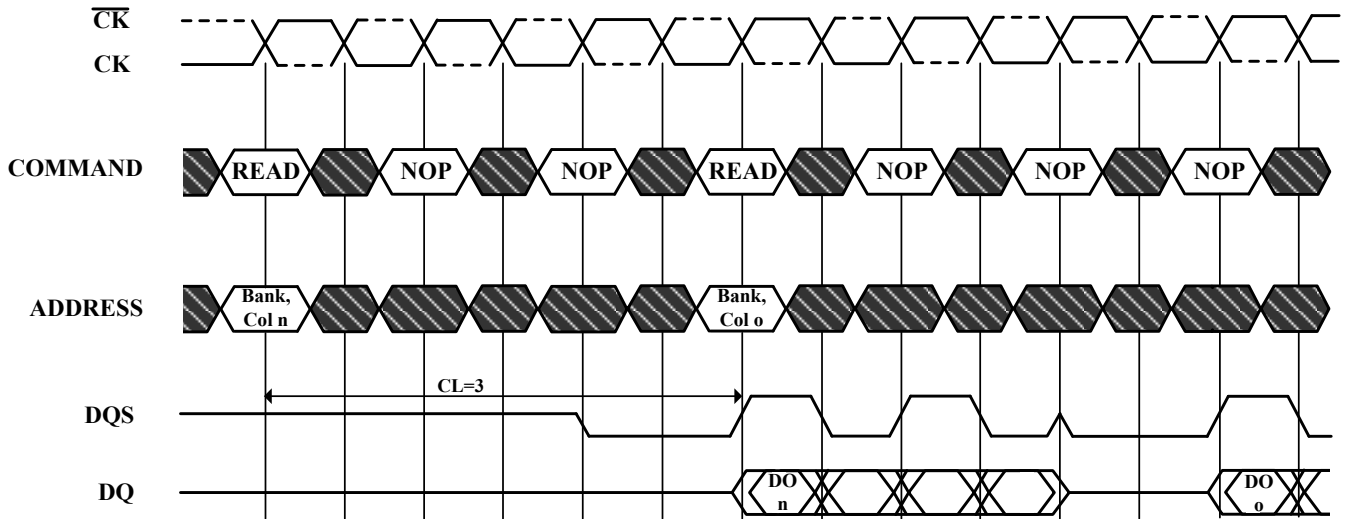 CK
CK
COMMAND
READ
NOP
NOP
READ
NOP
NOP
NOP
ADDRESS
Bank,
Col n
Bank,
Col o
CL=3
DQS
DQ
DO
n
DO
o